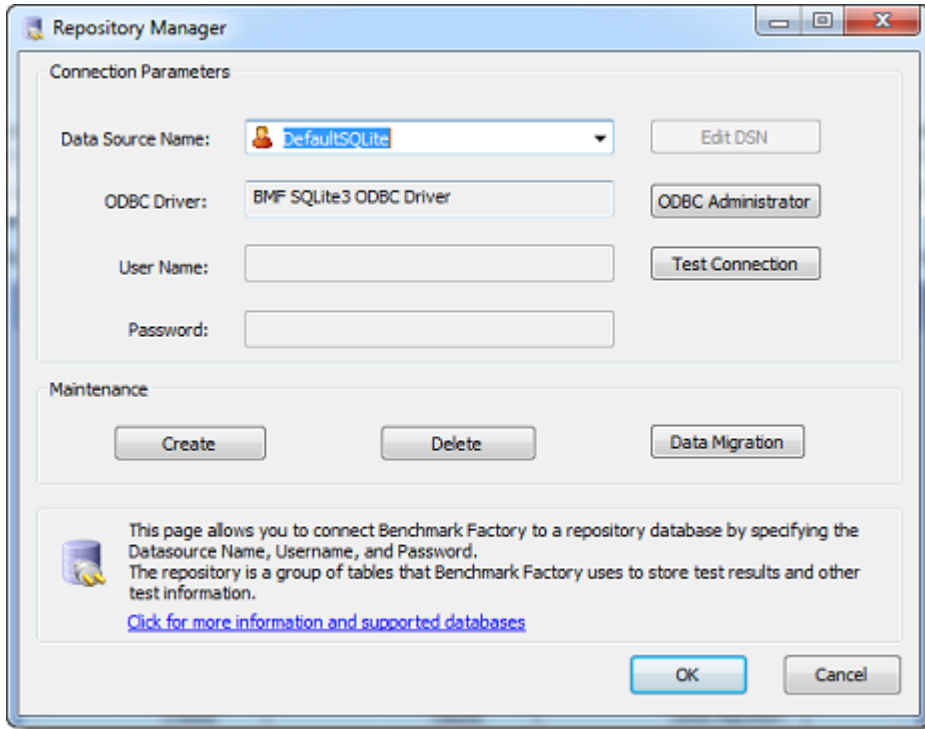 Repository Manager
Connection Parameters
Data Source Name: DefaultSQLite Edit DSN
ODBC Driver: BMF SQLite3 ODBC Driver ODBC Administrator
User Name: Test Connection
Password:
Maintenance
Create Delete Data Migration
This page allows you to connect Benchmark Factory to a repository database by specifying the
Datasource Name, Username, and Password.
The repository is a group of tables that Benchmark Factory uses to store test results and other
test information.
Click for more information and supported databases
OK Cancel